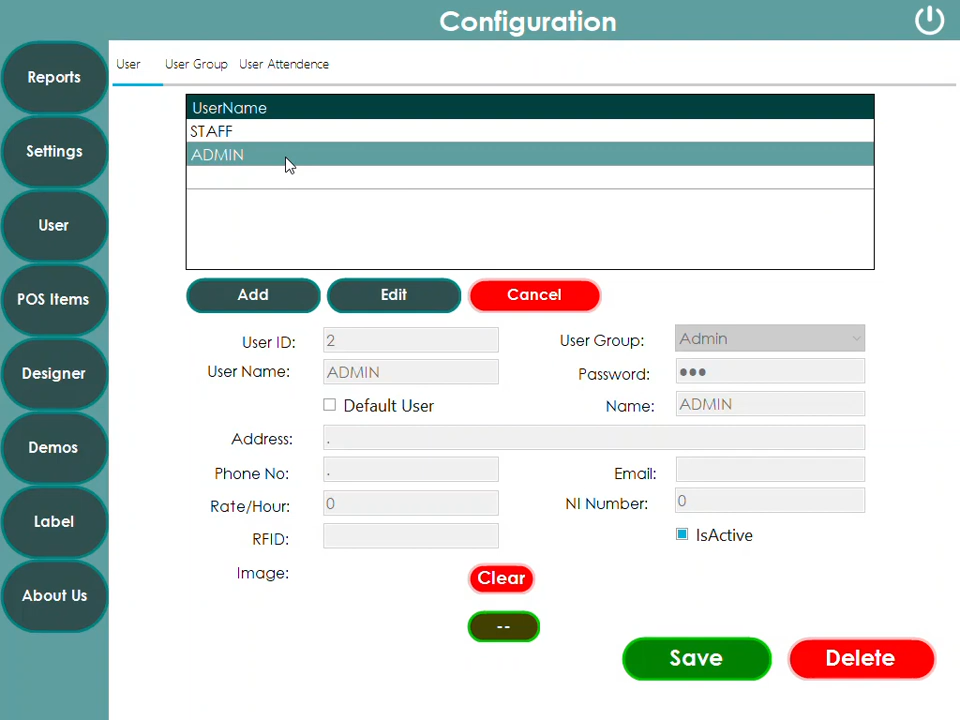 Configuration
Reports
Settings
User
POS Items
Designer
Demos
Label
About Us
User User Group User Attendence
UserName
STAFF
ADMIN
Add Edit Cancel
User ID: 2 User Group: Admin
User Name: ADMIN Password: ●●●
Default User Name: ADMIN
Address: .
Phone No: . Email:
Rate/Hour: 0 NI Number: 0
RFID: IsActive
Image: Clear
--
Save Delete